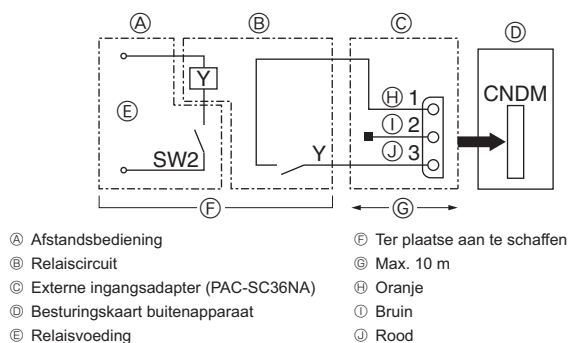 Ⓐ Ⓑ Ⓒ Ⓓ
Y
CNDM
Ⓗ 1
Ⓔ
Ⓘ 2
Ⓙ 3
SW2
Y
Ⓕ Ⓖ
Ⓐ Afstandsbediening
Ⓑ Relaiscircuit
Ⓒ Externe ingangsadapter (PAC-SC36NA)
Ⓓ Besturingskaart buitenapparaat
Ⓔ Relaisvoeding
Ⓕ Ter plaatse aan te schaffen
Ⓖ Max. 10 m
Ⓗ Oranje
Ⓘ Bruin
Ⓙ Rood